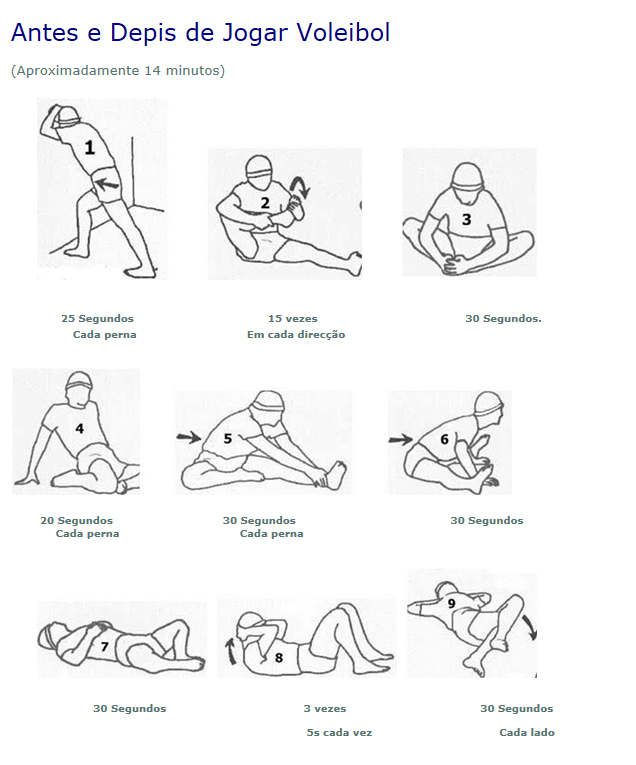 Antes e Depis de Jogar Voleibol
(Aproximadamente 14 minutos)
1
2
3
25 Segundos
Cada perna
15 vezes
Em cada direcção
30 Segundos.
4
5
6
20 Segundos
Cada perna
30 Segundos
Cada perna
30 Segundos
7
8
9
30 Segundos
3 vezes
5s cada vez
30 Segundos
Cada lado